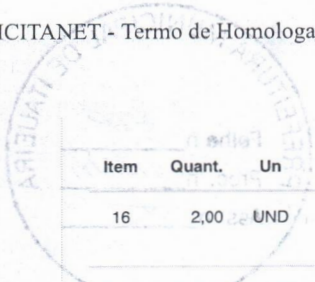 ICITANET - Termo de Homologa
Item Quant. Un
16 2,00 UND